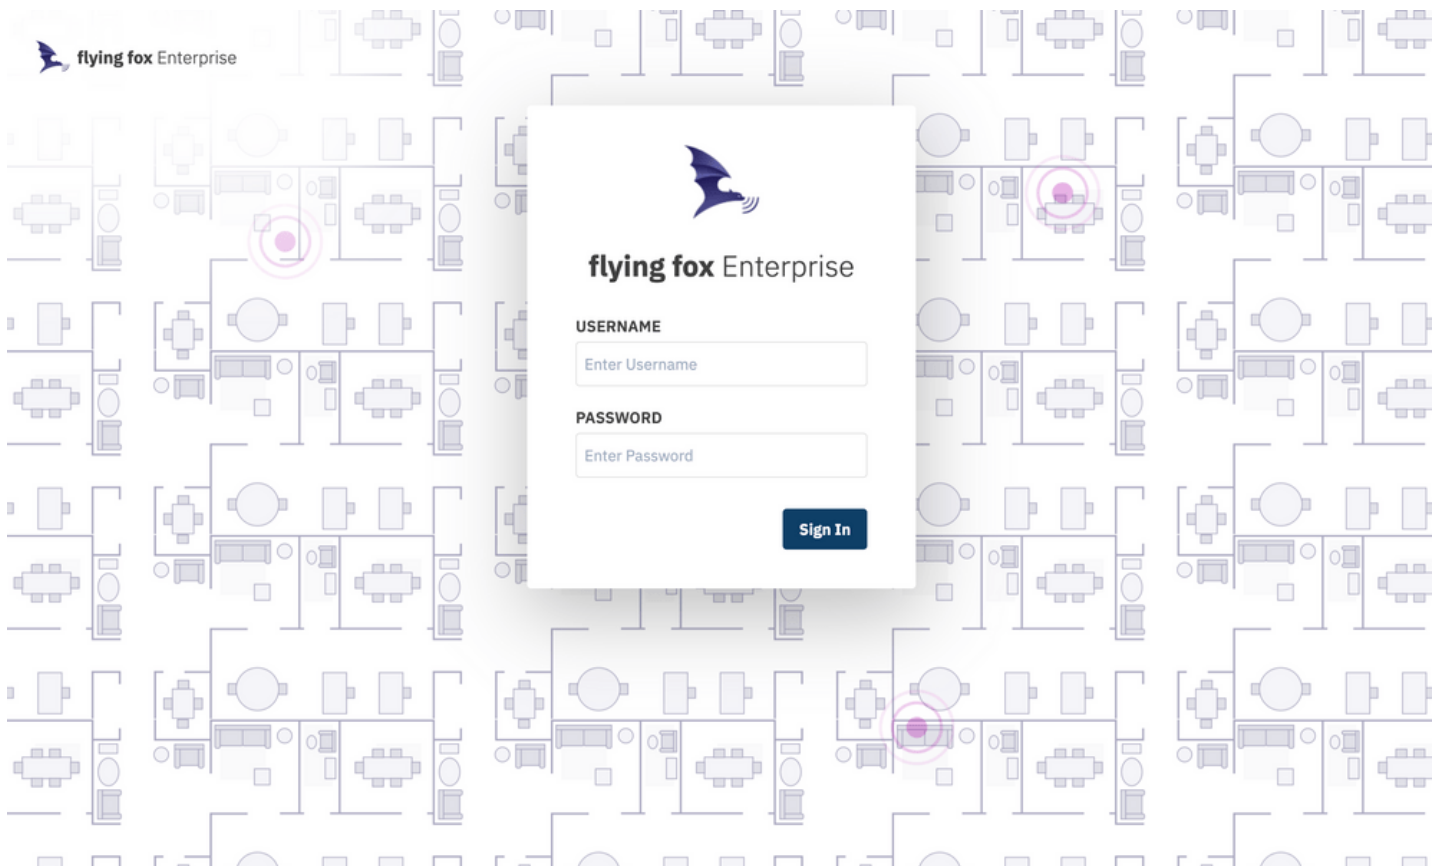 flying fox Enterprise
flying fox Enterprise
USERNAME
Enter Username
PASSWORD
Enter Password
Sign In